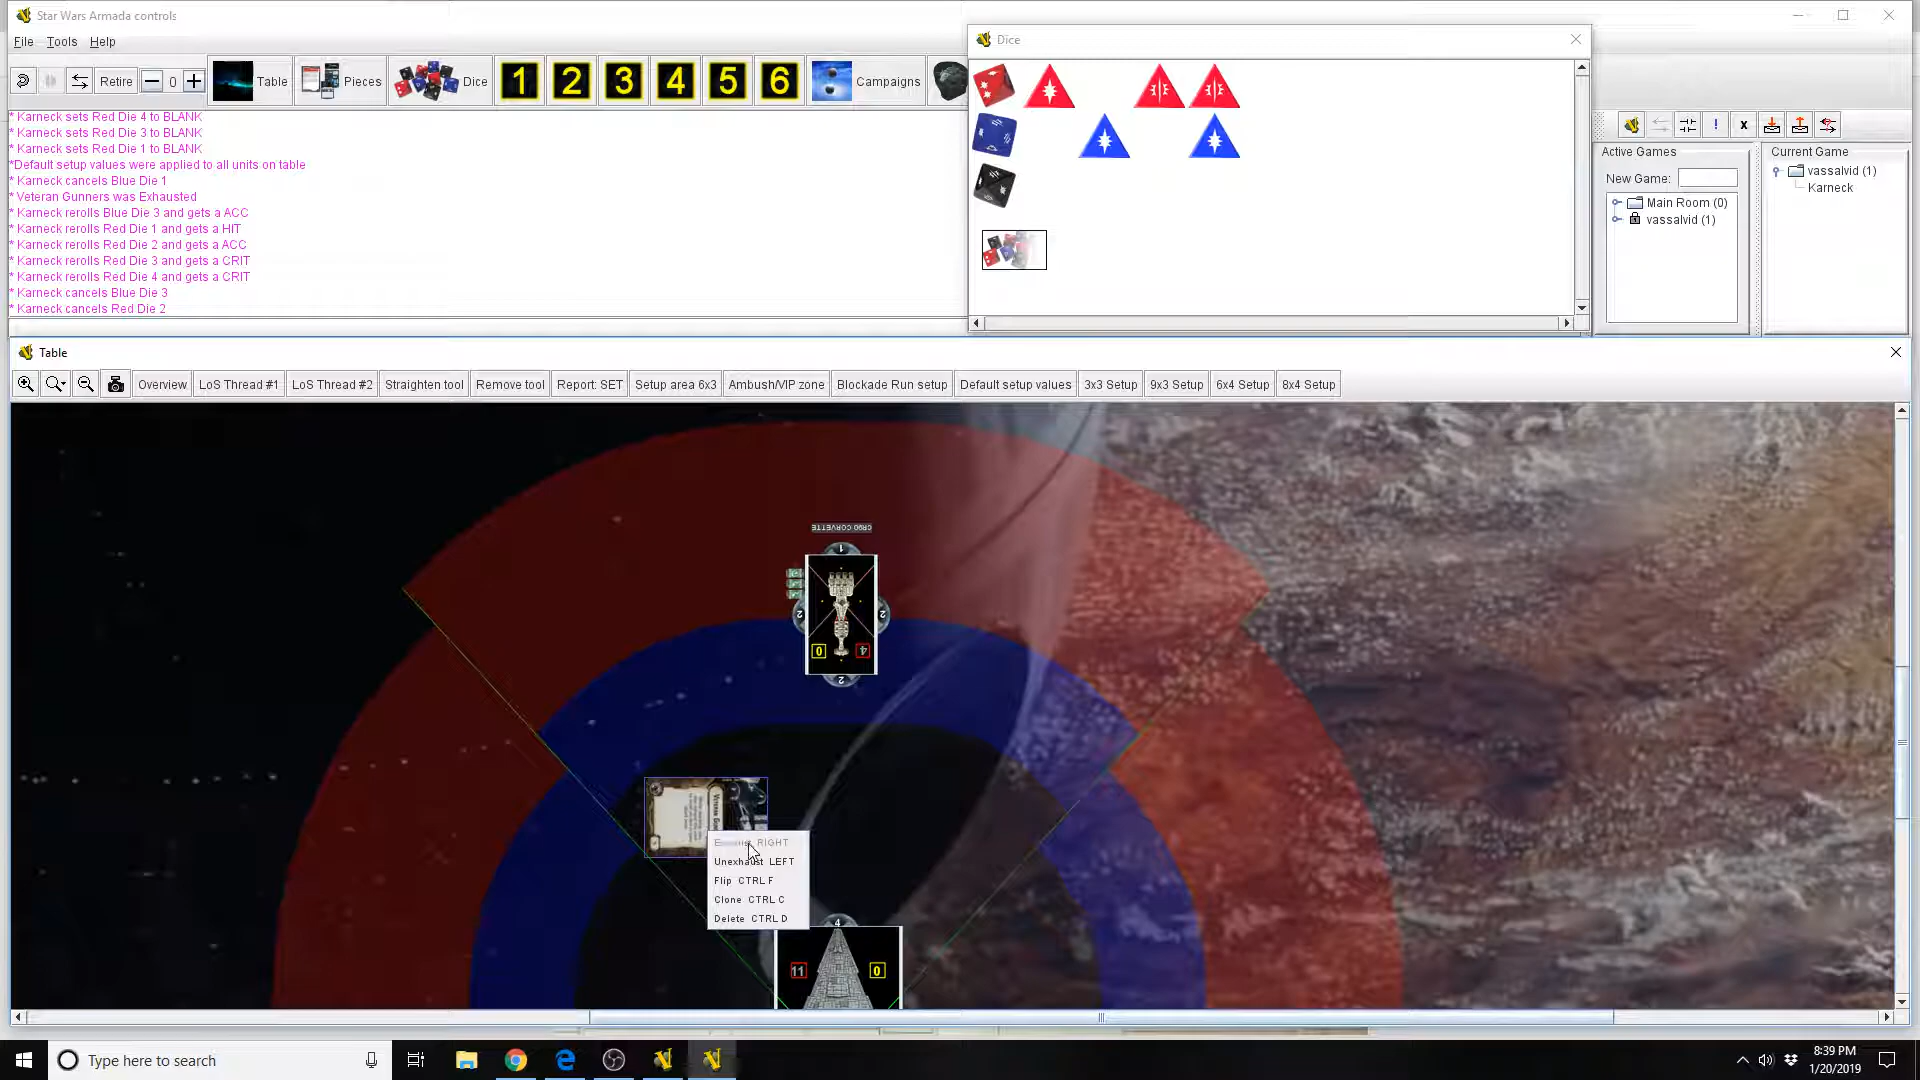 Star Wars Armada controls
File Tools Help
Retire 0 Table Pieces Dice 1 2 3 4 5 6 Campaigns
* Karneck sets Red Die 4 to BLANK
* Karneck sets Red Die 3 to BLANK
* Karneck sets Red Die 1 to BLANK
*Default setup values were applied to all units on table
* Karneck cancels Blue Die 1
* Veteran Gunners was Exhausted
* Karneck rerolls Blue Die 3 and gets a ACC
* Karneck rerolls Red Die 1 and gets a HIT
* Karneck rerolls Red Die 2 and gets a ACC
* Karneck rerolls Red Die 3 and gets a CRIT
* Karneck rerolls Red Die 4 and gets a CRIT
* Karneck cancels Blue Die 3
* Karneck cancels Red Die 2
Dice
Active Games
New Game:
Main Room (0)
vassalvid (1)
Current Game
vassalvid (1)
Karneck
Table
Overview LoS Thread #1 LoS Thread #2 Straighten tool Remove tool Report: SET Setup area 6x3 Ambush/VIP zone Blockade Run setup Default setup values 3x3 Setup 9x3 Setup 6x4 Setup 8x4 Setup
CR90 CORVETTE
1
2 2
0 4
2
RIGHT
Unexhaust LEFT
Flip CTRL F
Clone CTRL C
Delete CTRL D
4
11 0
Type here to search
8:39 PM
1/20/2019